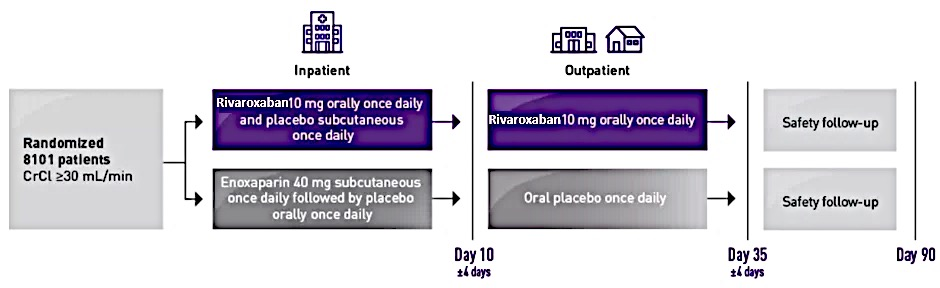 Inpatient
Outpatient
Randomized
8101 patients
CrCl ≥30 mL/min
Rivaroxaban10 mg orally once daily
and placebo subcutaneous
once daily
Rivaroxaban10 mg orally once daily
Safety follow-up
Enoxaparin 40 mg subcutaneous
once daily followed by placebo
orally once daily
Oral placebo once daily
Safety follow-up
Day 10
±4 days
Day 35
±4 days
Day 90